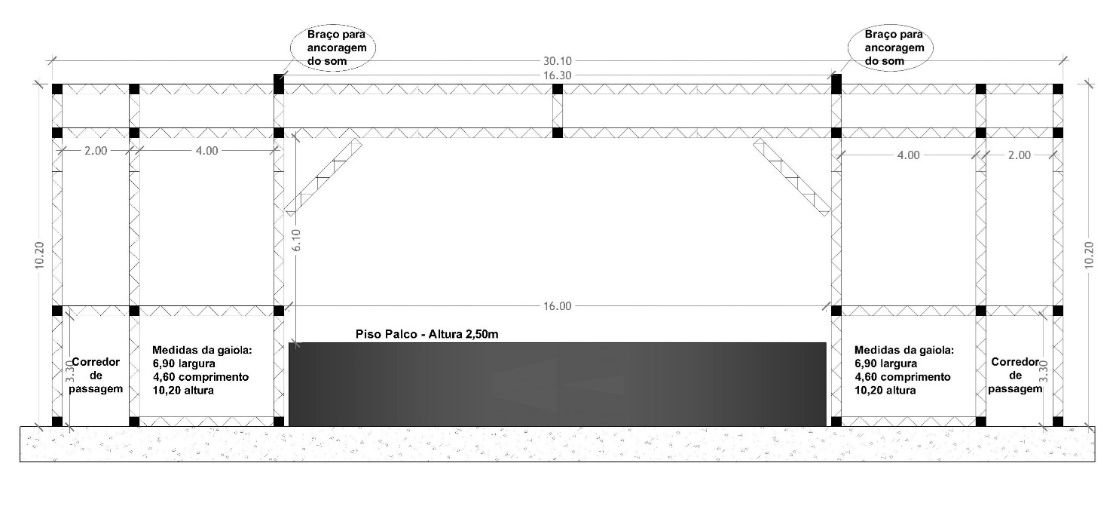 Braço para
ancoragem
do som
Braço para
ancoragem
do som
30.10
16.30
2.00
4.00
4.00
2.00
10.20
6.10
10.20
16.00
Piso Palco - Altura 2,50m
Corredor
de
passagem
3.30
Medidas da gaiola:
6,90 largura
4,60 comprimento
10,20 altura
Medidas da gaiola:
6,90 largura
4,60 comprimento
10,20 altura
Corredor
de
passagem
3.30